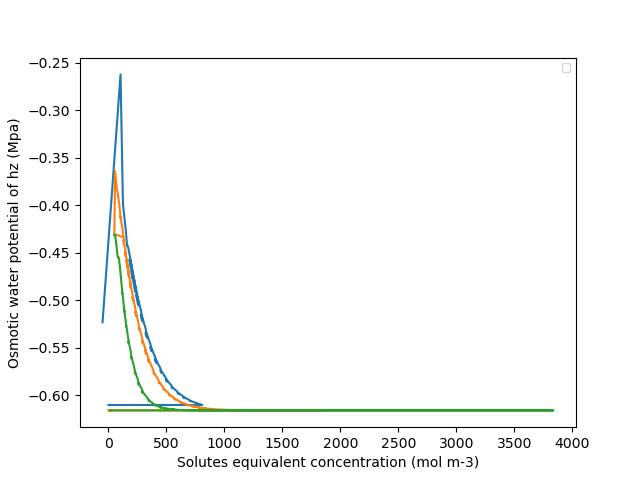 −0.25
−0.30
−0.35
−0.40
−0.45
−0.50
−0.55
−0.60
Osmotic water potential of hz (Mpa)
0 500 1000 1500 2000 2500 3000 3500 4000
Solutes equivalent concentration (mol m-3)